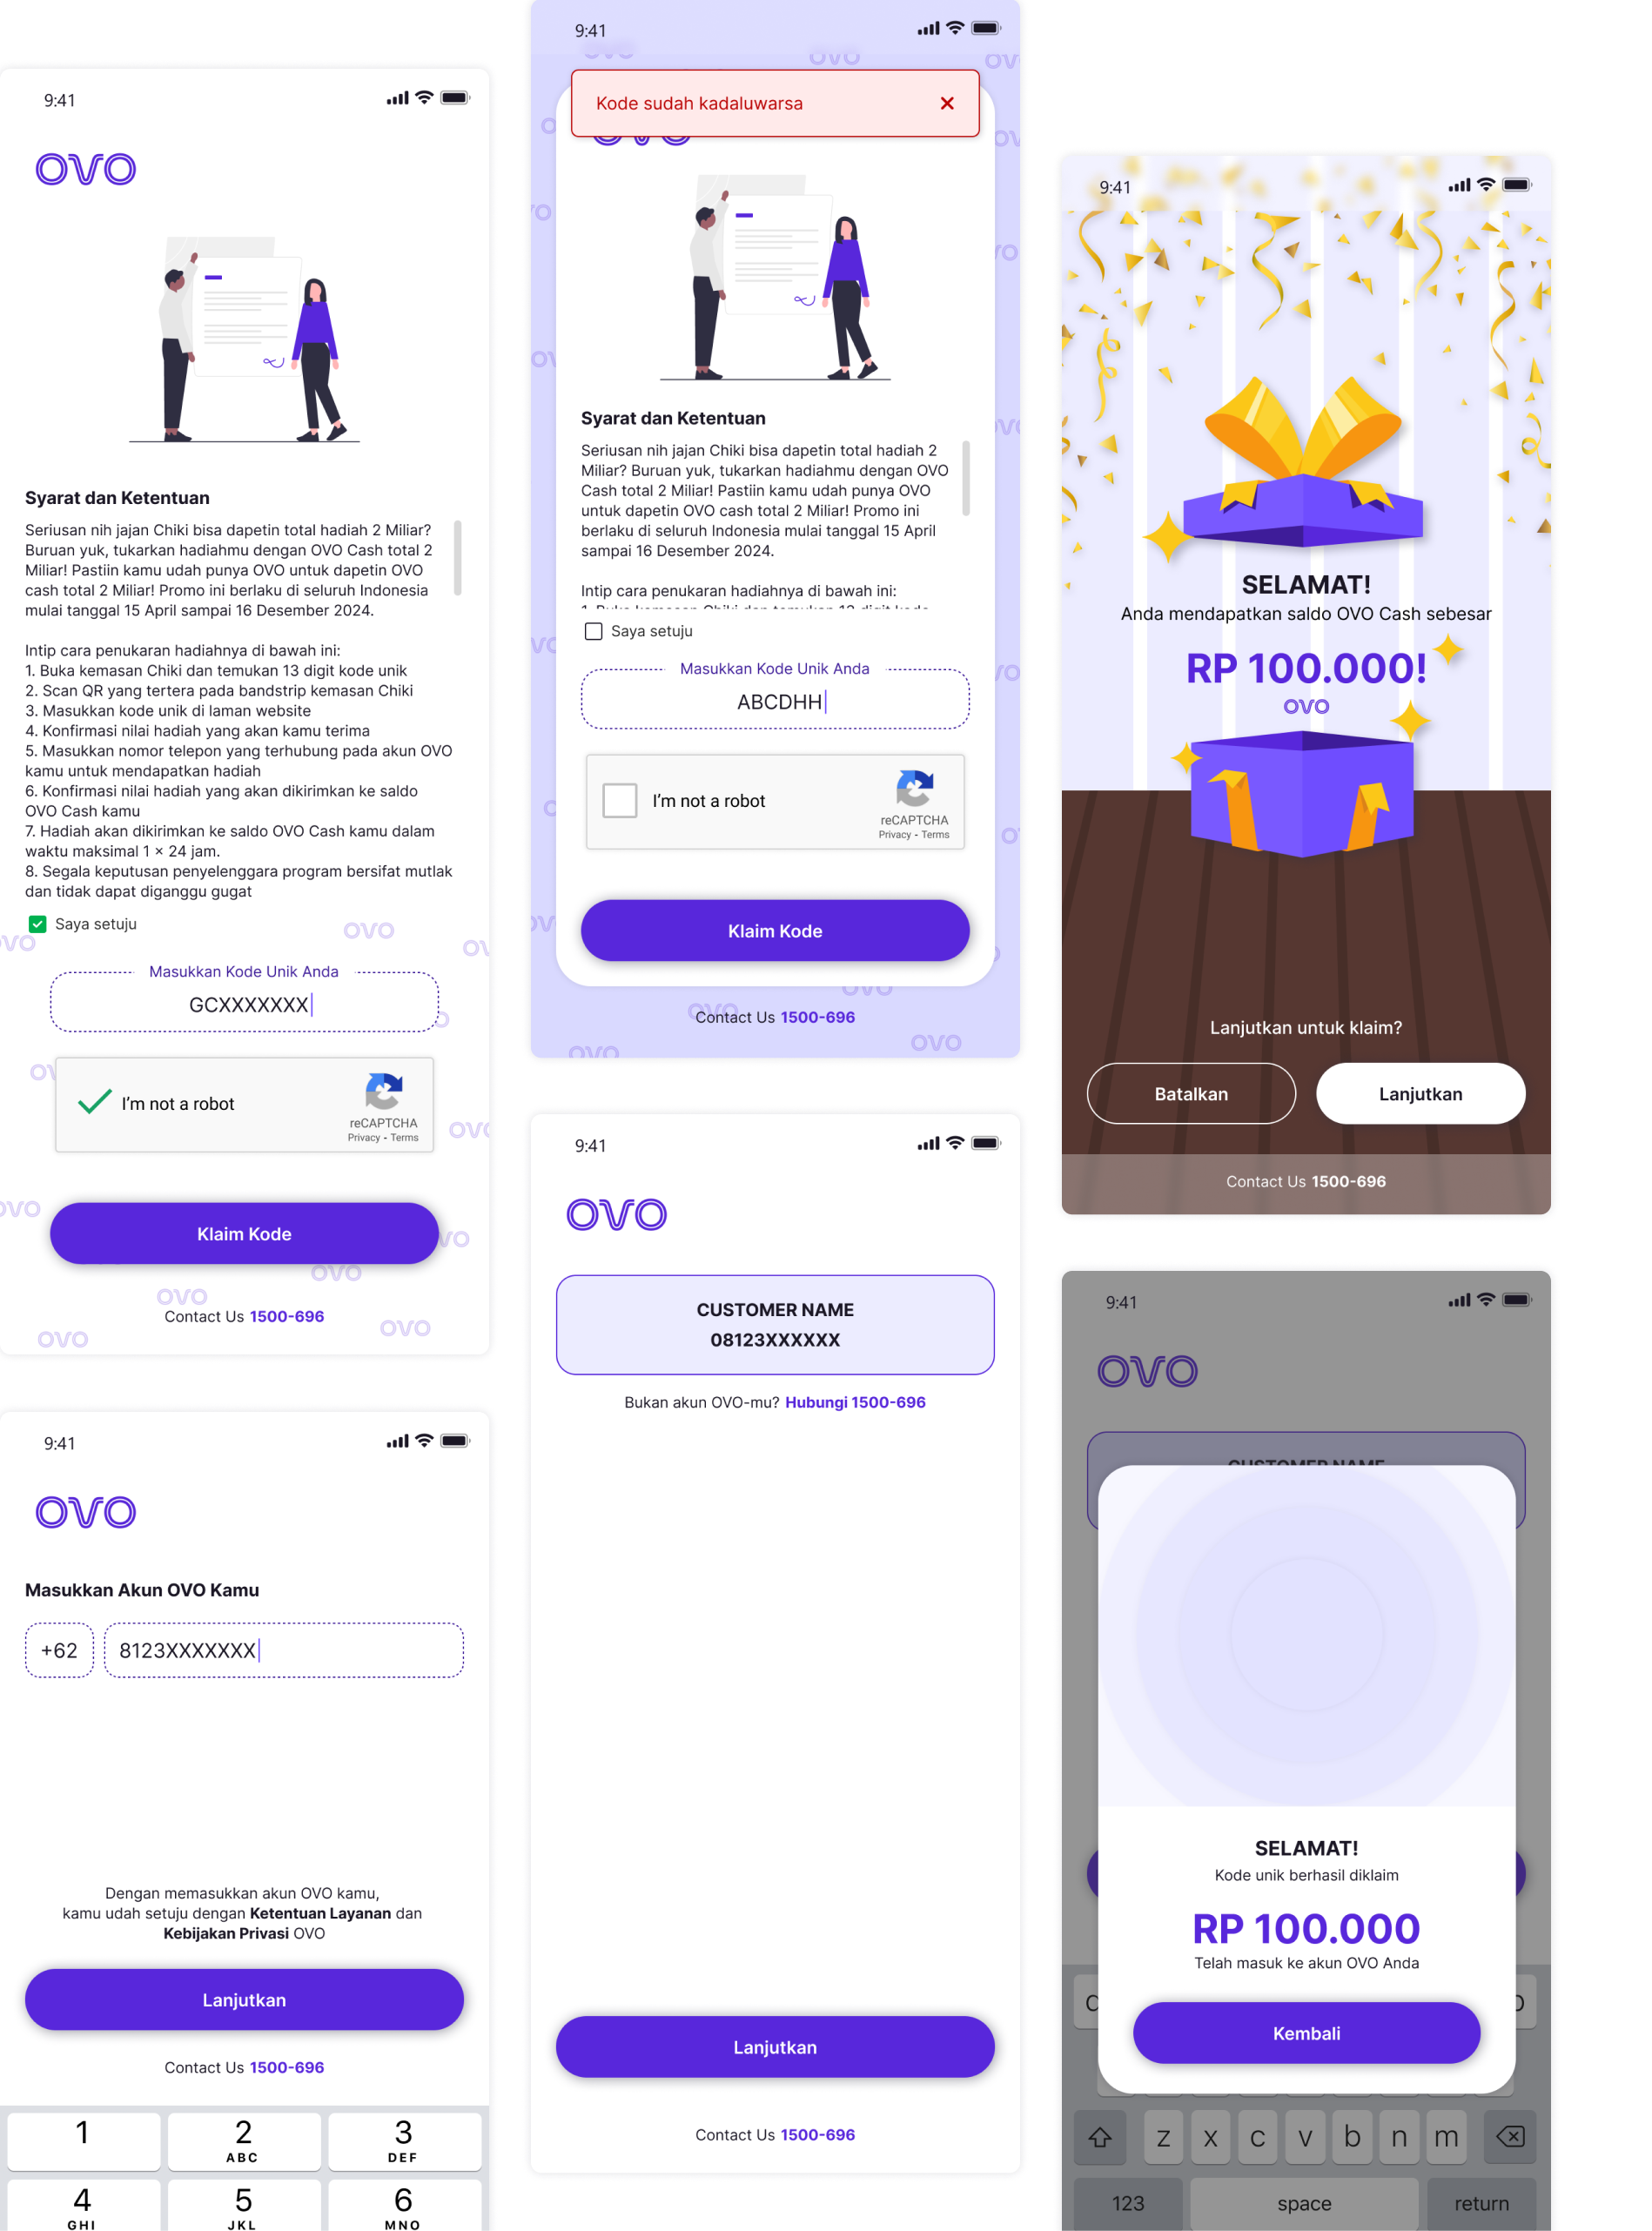 9:41
OVO
Syarat dan Ketentuan
Seriusan nih jajan Chiki bisa dapetin total hadiah 2 Miliar?
Buruan yuk, tukarkan hadiahmu dengan OVO Cash total 2
Miliar! Pastiin kamu udah punya OVO untuk dapetin OVO
cash total 2 Miliar! Promo ini berlaku di seluruh Indonesia
mulai tanggal 15 April sampai 16 Desember 2024.
Intip cara penukaran hadiahnya di bawah ini:
1. Buka kemasan Chiki dan temukan 13 digit kode unik
2. Scan QR yang tertera pada bandstrip kemasan Chiki
3. Masukkan kode unik di laman website
4. Konfirmasi nilai hadiah yang akan kamu terima
5. Masukkan nomor telepon yang terhubung pada akun OVO
kamu untuk mendapatkan hadiah
6. Konfirmasi nilai hadiah yang akan dikirimkan ke saldo
OVO Cash kamu
7. Hadiah akan dikirimkan ke saldo OVO Cash kamu dalam
waktu maksimal 1 × 24 jam.
8. Segala keputusan penyelenggara program bersifat mutlak
dan tidak dapat diganggu gugat
Saya setuju
Masukkan Kode Unik Anda
GCXXXXXXX
I'm not a robot
reCAPTCHA
Privacy - Terms
Klaim Kode
Contact Us 1500-696
9:41
OVO
Masukkan Akun OVO Kamu
+62
8123XXXXXXX
Dengan memasukkan akun OVO kamu,
kamu udah setuju dengan Ketentuan Layanan dan
Kebijakan Privasi OVO
Lanjutkan
Contact Us 1500-696
1
2 ABC
3 DEF
4 GHI
5 JKL
6 MNO
9:41
Kode sudah kadaluwarsa
OVO
Syarat dan Ketentuan
Seriusan nih jajan Chiki bisa dapetin total hadiah 2
Miliar? Buruan yuk, tukarkan hadiahmu dengan OVO
Cash total 2 Miliar! Pastiin kamu udah punya OVO
untuk dapetin OVO cash total 2 Miliar! Promo ini
berlaku di seluruh Indonesia mulai tanggal 15 April
sampai 16 Desember 2024.
Intip cara penukaran hadiahnya di bawah ini:
1. Buka kemasan Chiki dan temukan 13 digit kode
Saya setuju
Masukkan Kode Unik Anda
ABCDHH
I'm not a robot
reCAPTCHA
Privacy - Terms
Klaim Kode
Contact Us 1500-696
9:41
OVO
CUSTOMER NAME
08123XXXXXX
Bukan akun OVO-mu? Hubungi 1500-696
Lanjutkan
Contact Us 1500-696
9:41
SELAMAT!
Anda mendapatkan saldo OVO Cash sebesar
RP 100.000!
OVO
Lanjutkan untuk klaim?
Batalkan
Lanjutkan
Contact Us 1500-696
9:41
OVO
CUSTOMER NAME
SELAMAT!
Kode unik berhasil diklaim
RP 100.000
Telah masuk ke akun OVO Anda
Kembali
z x c v b n m
123 space return